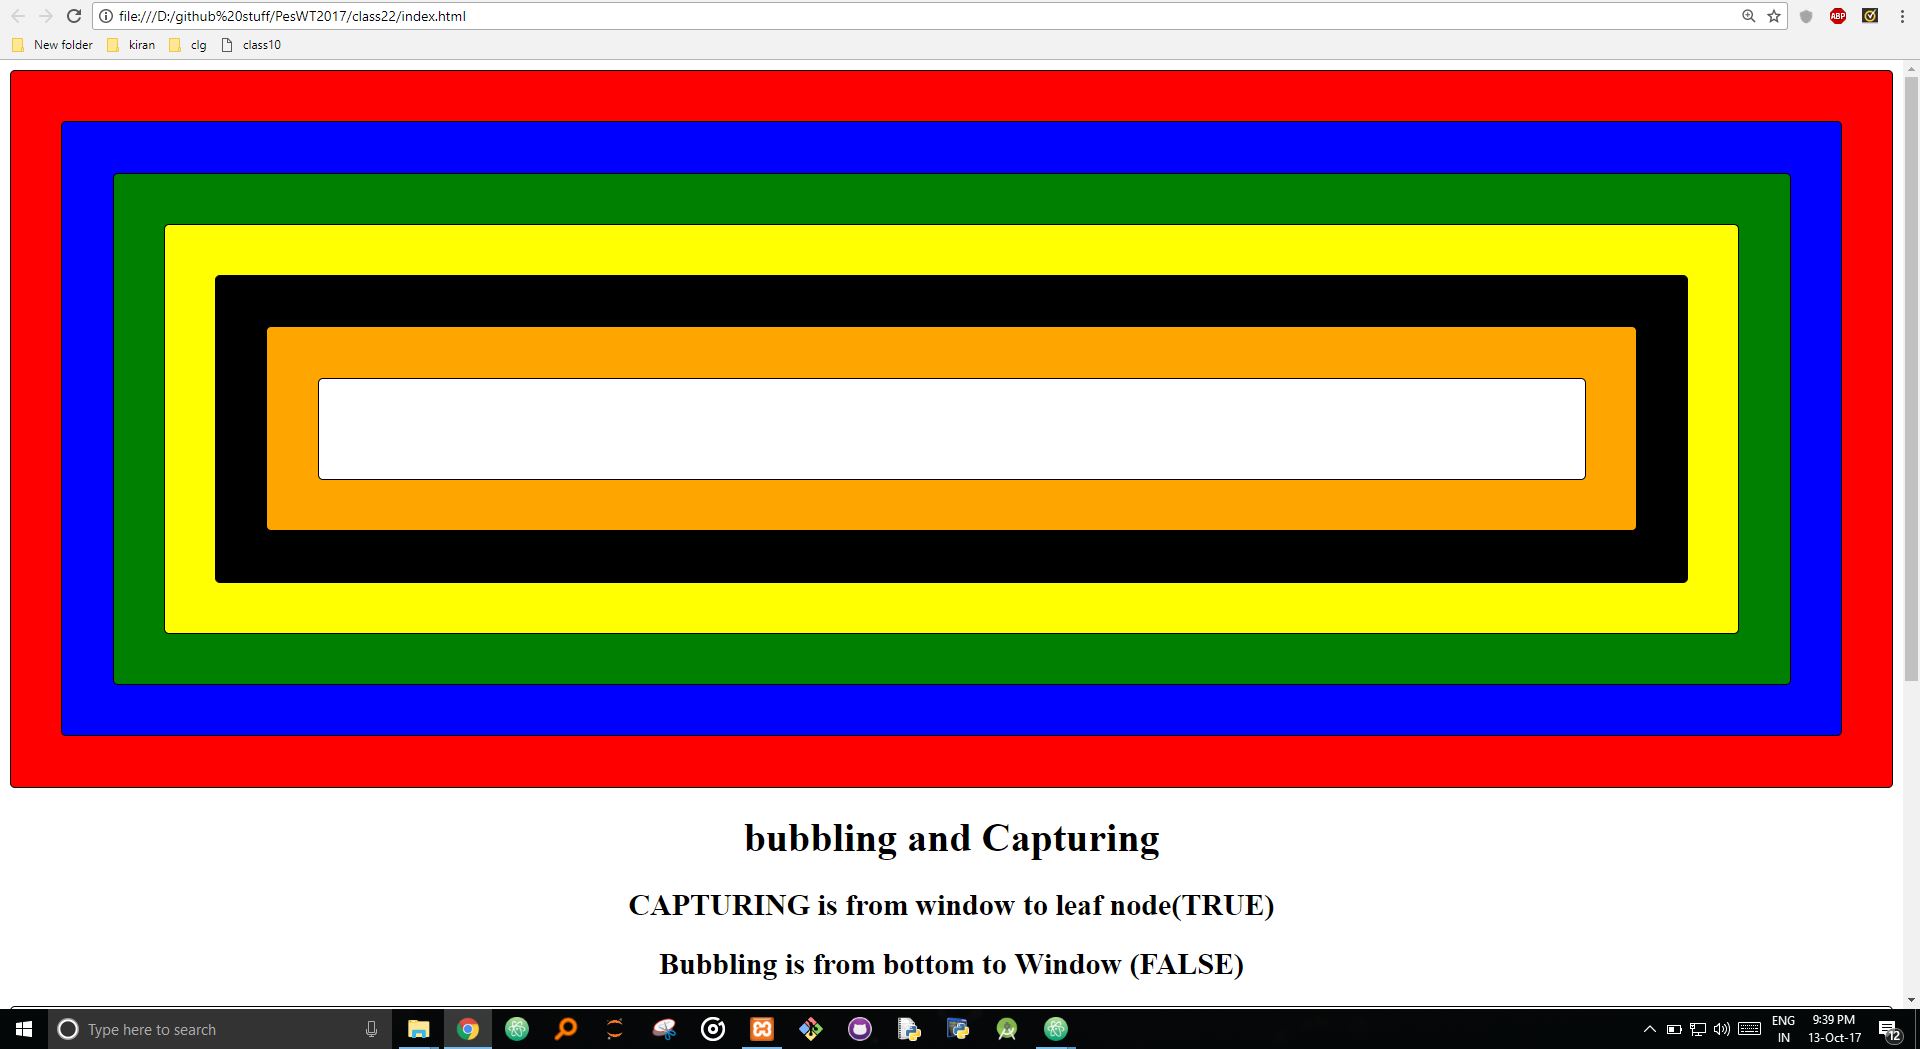 file:///D:/github%20stuff/PesWT2017/class22/index.html
ABP
New folder kiran clg class10
bubbling and Capturing
CAPTURING is from window to leaf node(TRUE)
Bubbling is from bottom to Window (FALSE)
Type here to search
ENG
IN
9:39 PM
13-Oct-17
12